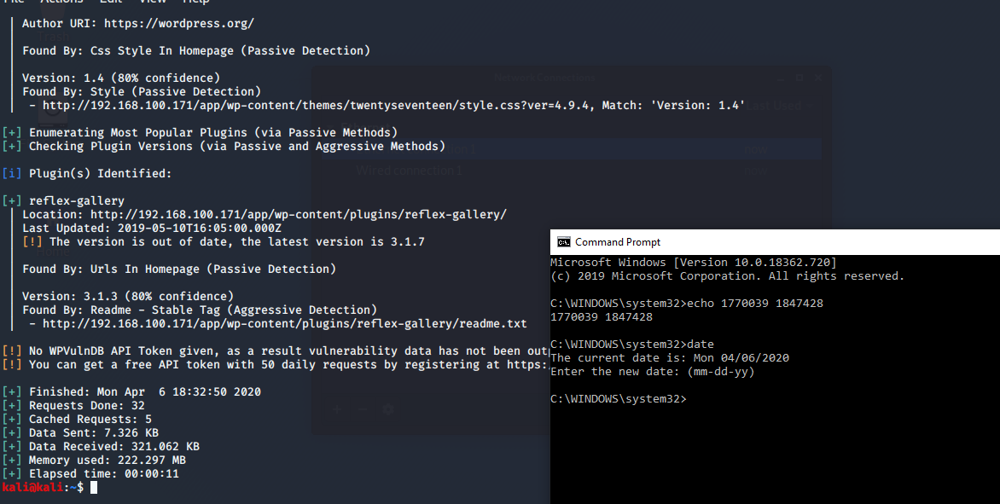 File Actions Edit View Help
Author URI: https://wordpress.org/
Found By: Css Style In Homepage (Passive Detection)
Version: 1.4 (80% confidence)
Found By: Style (Passive Detection)
- http://192.168.100.171/app/wp-content/themes/twentyseventeen/style.css?ver=4.9.4, Match: 'Version: 1.4'
[+] Enumerating Most Popular Plugins (via Passive Methods)
[+] Checking Plugin Versions (via Passive and Aggressive Methods)
[i] Plugin(s) Identified:
[+] reflex-gallery
Location: http://192.168.100.171/app/wp-content/plugins/reflex-gallery/
Last Updated: 2019-05-10T16:05:00.000Z
[!] The version is out of date, the latest version is 3.1.7
Found By: Urls In Homepage (Passive Detection)
Version: 3.1.3 (80% confidence)
Found By: Readme - Stable Tag (Aggressive Detection)
- http://192.168.100.171/app/wp-content/plugins/reflex-gallery/readme.txt
[!] No WPVulnDB API Token given, as a result vulnerability data has not been out
[!] You can get a free API token with 50 daily requests by registering at https:
[+] Finished: Mon Apr  6 18:32:50 2020
[+] Requests Done: 32
[+] Cached Requests: 5
[+] Data Sent: 7.326 KB
[+] Data Received: 321.062 KB
[+] Memory used: 222.297 MB
[+] Elapsed time: 00:00:11
kali@kali:~$
Network Connections
Wired connection 1
Command Prompt
Microsoft Windows [Version 10.0.18362.720]
(c) 2019 Microsoft Corporation. All rights reserved.
C:\WINDOWS\system32>echo 1770039 1847428
1770039 1847428
C:\WINDOWS\system32>date
The current date is: Mon 04/06/2020
Enter the new date: (mm-dd-yy)
C:\WINDOWS\system32>